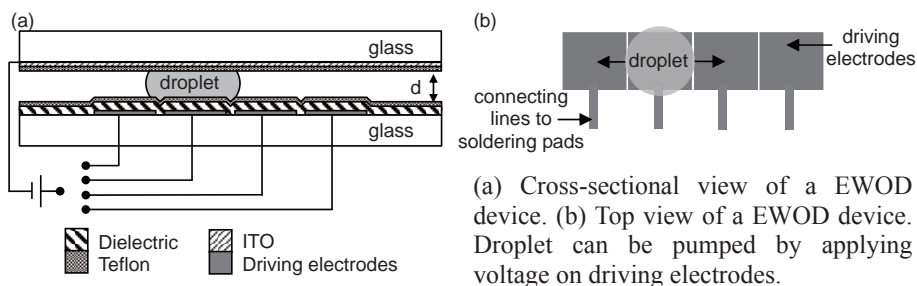 (a)
glass
droplet
d
glass
Dielectric
ITO
Teflon
Driving electrodes
(b)
driving
electrodes
droplet
connecting
lines to
soldering pads
(a) Cross-sectional view of a EWOD
device. (b) Top view of a EWOD device.
Droplet can be pumped by applying
voltage on driving electrodes.